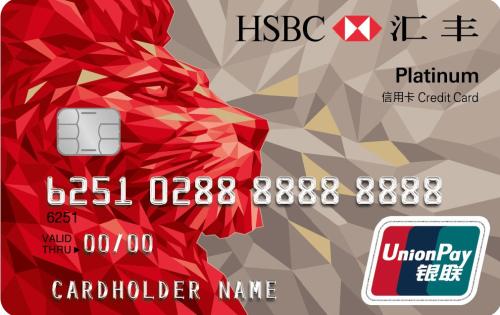 HSBC 汇丰
Platinum
信用卡 Credit Card
6251 0288 8888 8888
6251
VALID THRU ▶ 00/00
CARDHOLDER NAME
UnionPay
银联